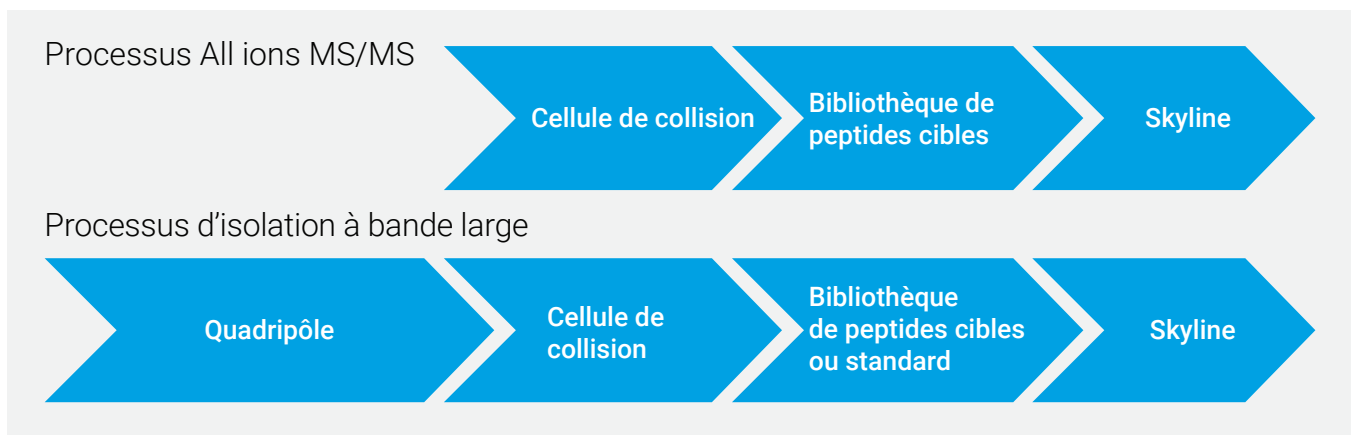 Processus All ions MS/MS
Cellule de collision
Bibliothèque de
peptides cibles
Skyline
Processus d’isolation à bande large
Quadripôle
Cellule de
collision
Bibliothèque
de peptides cibles
ou standard
Skyline